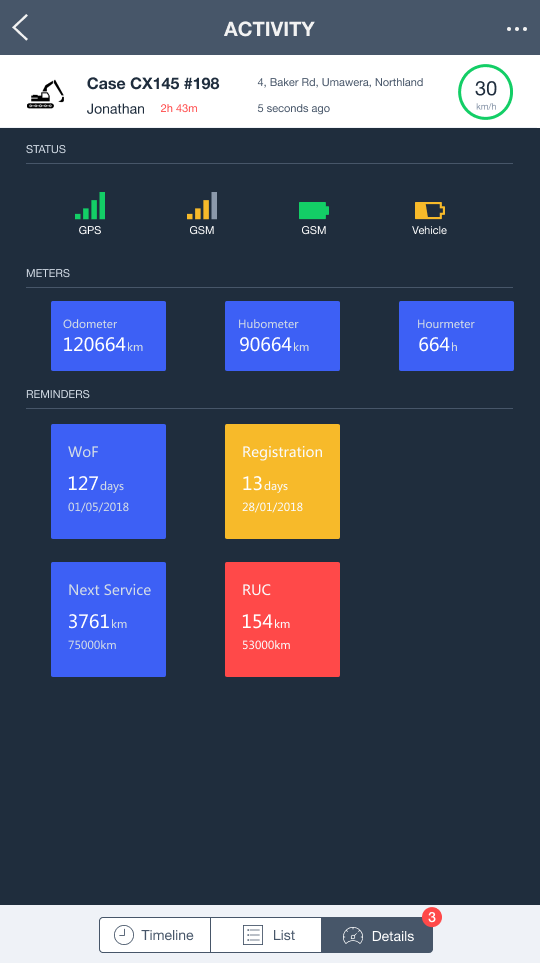 ACTIVITY
Case CX145 #198
4, Baker Rd, Umawera, Northland
Jonathan 2h 43m
5 seconds ago
30
km/h
STATUS
GPS
GSM
GSM
Vehicle
METERS
Odometer
120664km
Hubometer
90664km
Hourmeter
664h
REMINDERS
WoF
127days
01/05/2018
Registration
13days
28/01/2018
Next Service
3761km
75000km
RUC
154km
53000km
Timeline
List
Details
3